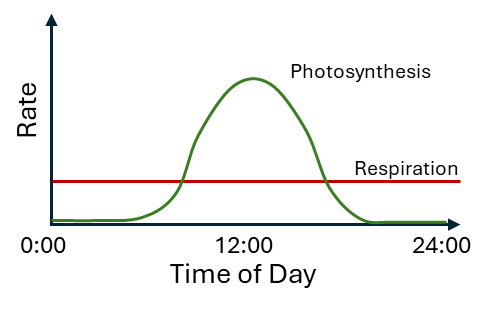 Photosynthesis
Rate
Respiration
0:00 12:00 24:00
Time of Day